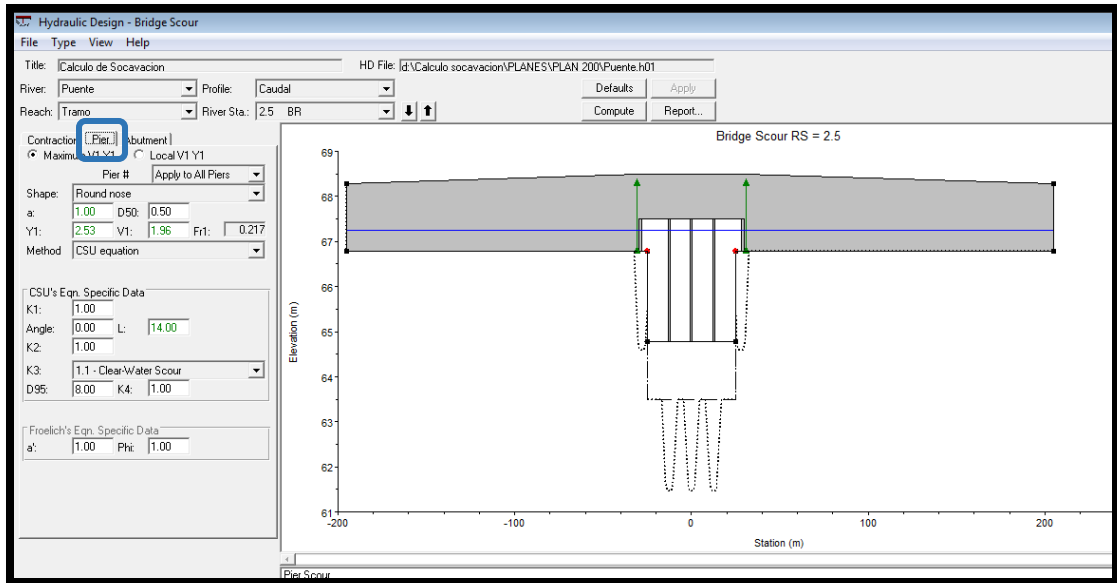 Hydraulic Design - Bridge Scour
File Type View Help
Title: Calculo de Socavacion HD File: d:\Calculo socavacion\PLANES\PLAN 200\Puente.h01
River: Puente Profile: Caudal Defaults Apply
Reach: Tramo River Sta.: 2.5 BR Compute Report...
Contraction Pier Abutment
Maximum V1 Y1 Local V1 Y1
Pier # Apply to All Piers
Shape: Round nose
a: 1.00 D50: 0.50
Y1: 2.53 V1: 1.96 Fr1: 0.217
Method CSU equation
CSU's Eqn. Specific Data
K1: 1.00
Angle: 0.00 L: 14.00
K2: 1.00
K3: 1.1 - Clear-Water Scour
D95: 8.00 K4: 1.00
Froelich's Eqn. Specific Data
a': 1.00 Phi: 1.00
Bridge Scour RS = 2.5
69
68
67
66
65
64
63
62
61
Elevation (m)
-200 -100 0 100 200
Station (m)
Pier Scour